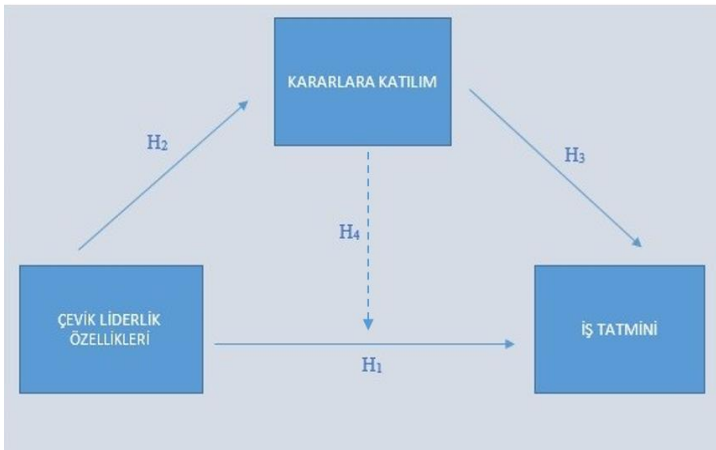 KARARLARA KATILIM
H₂
H₃
H₄
ÇEVİK LİDERLİK
ÖZELLİKLERİ
İŞ TATMİNİ
H₁